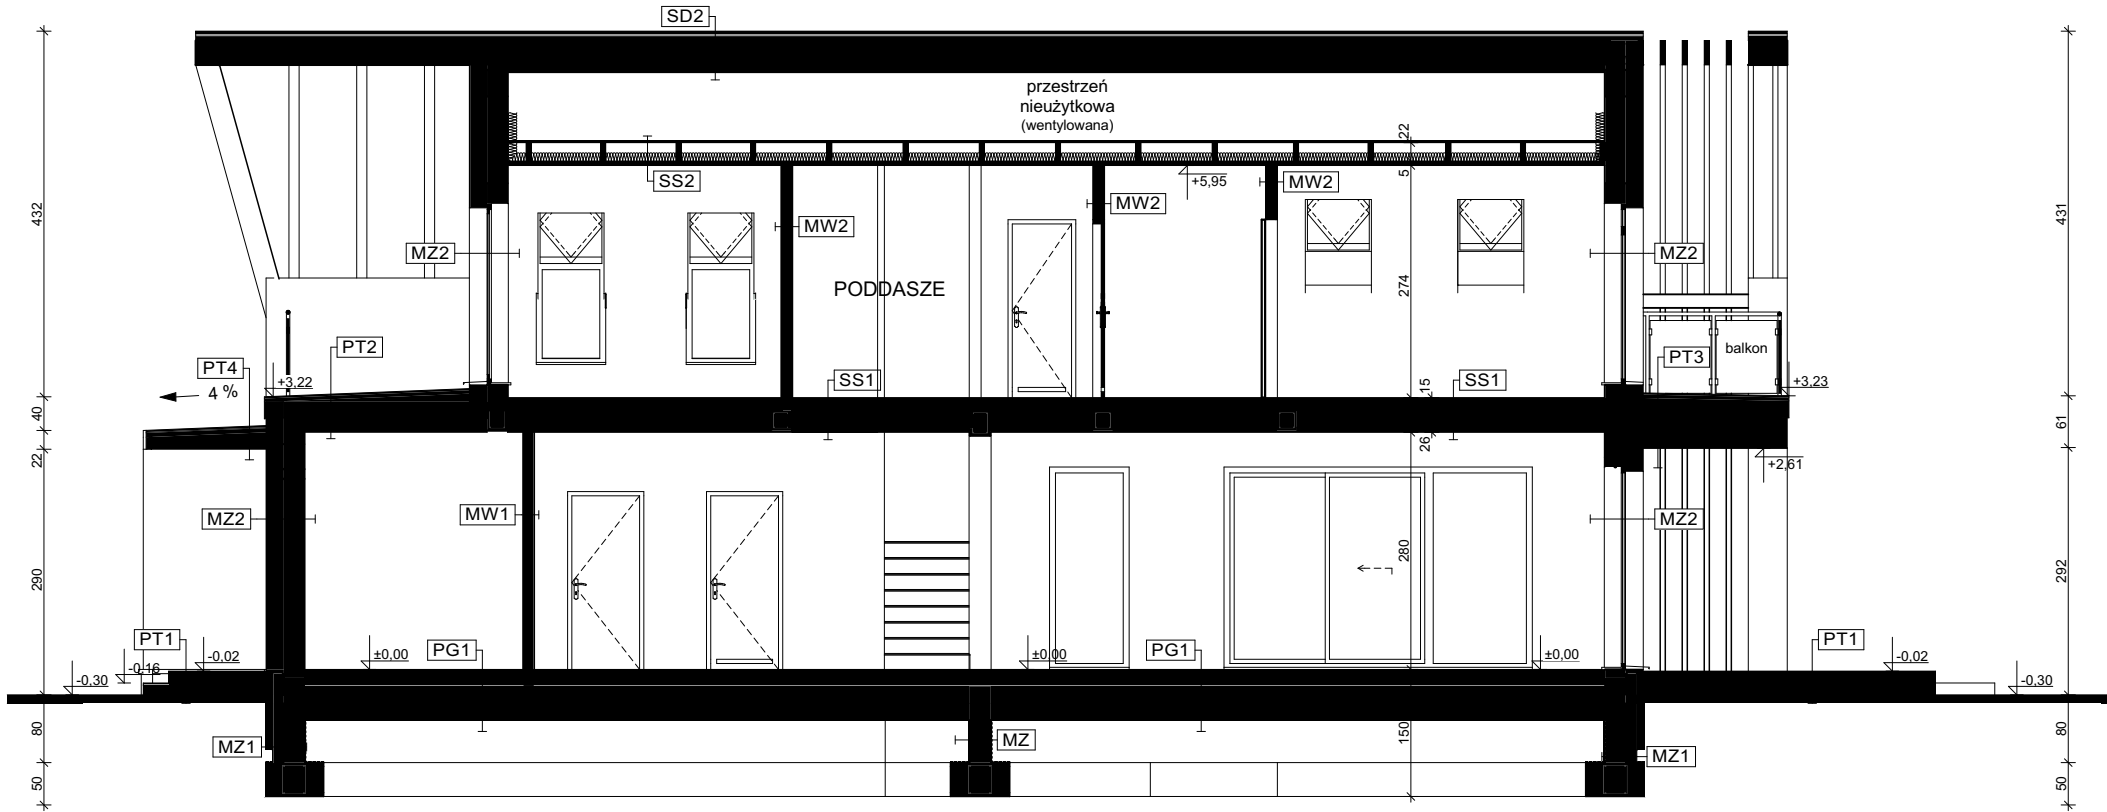 SD2
przestrzeń
nieużytkowa
(wentylowana)
22
5
SS2
+5,95
MW2
MW2
MW2
432
431
MZ2
MZ2
PODDASZE
274
PT2
PT4
4 %
+3,22
SS1
15
SS1
PT3
balkon
+3,23
40
61
26
22
+2,61
MZ2
MW1
MZ2
280
290
292
PT1
PT1
-0,02
±0,00
PG1
±0,00
PG1
±0,00
-0,02
-0,16
-0,30
-0,30
80
MZ1
MZ
150
MZ1
80
50
50